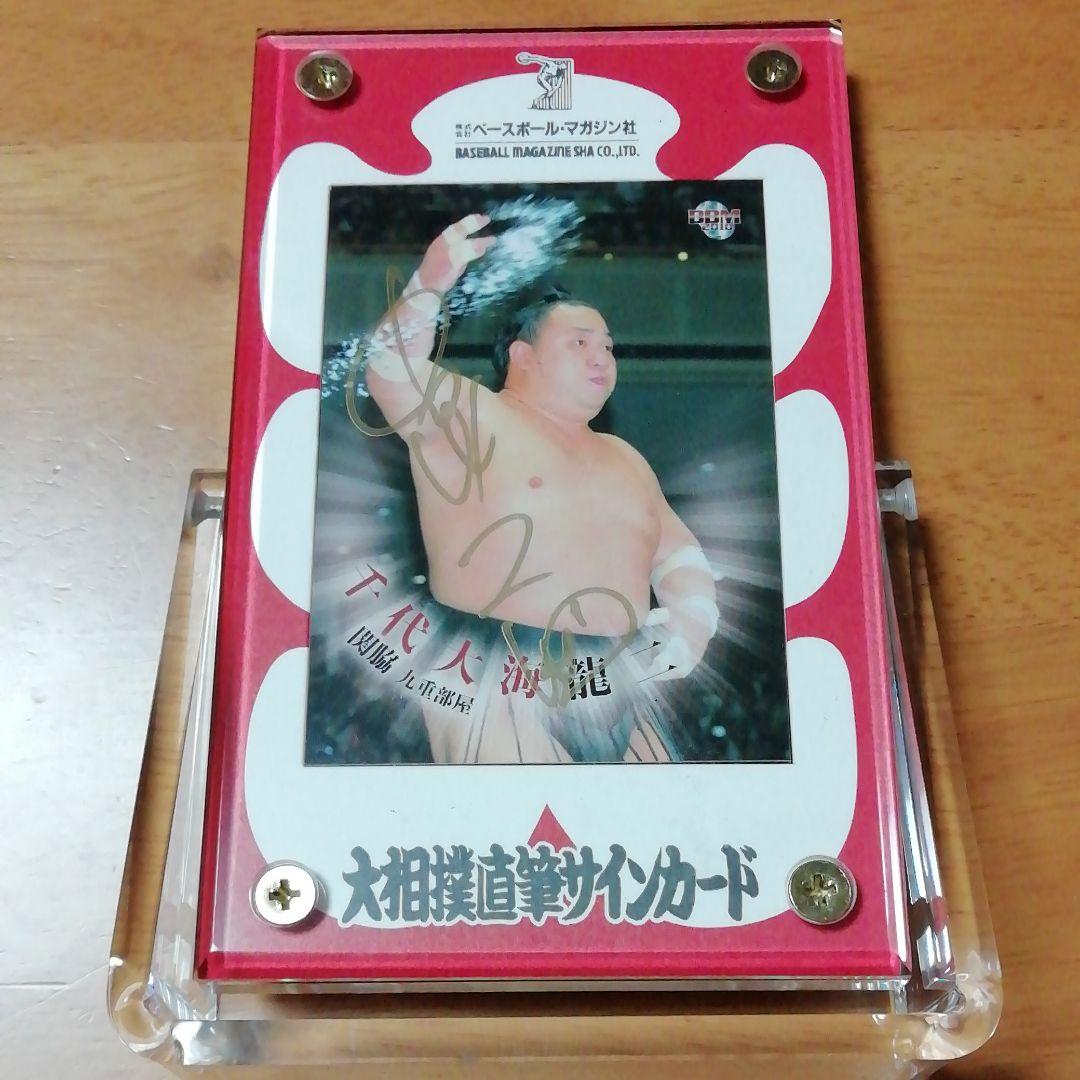 株式会社 ベースボール・マガジン社
BASEBALL MAGAZINE SHA CO.,LTD.
BBM
2010
千代大海龍二
関脇 九重部屋
大相撲直筆サインカード